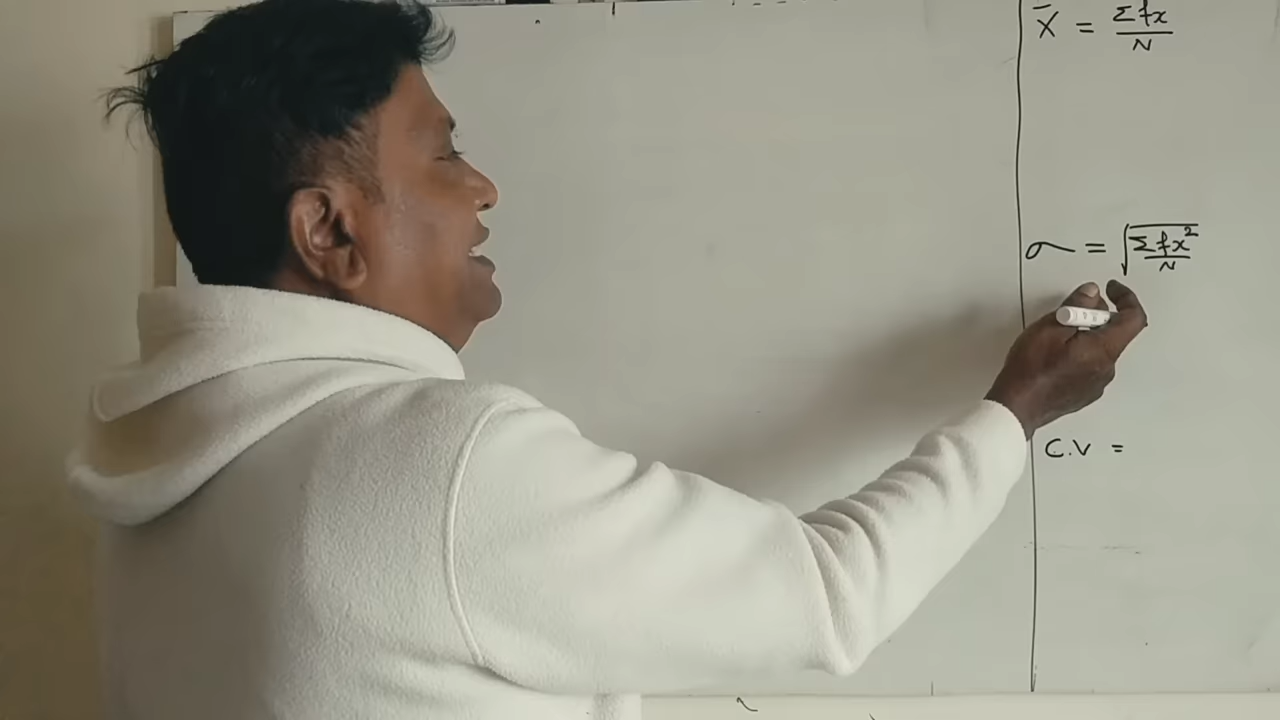 X̄ = Σfx/N
σ = √(Σfx²/N)
C.V =